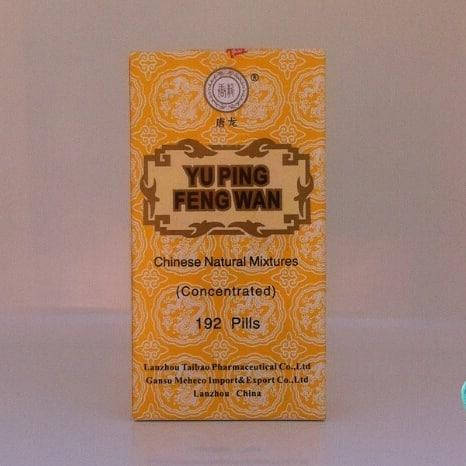 ®
唐龙
YU PING
FENG WAN
Chinese Natural Mixtures
(Concentrated)
192 Pills
Lanzhou Taibao Pharmaceutical Co.,Ltd
Gansu Meheco Import&Export Co.,Ltd
Lanzhou China